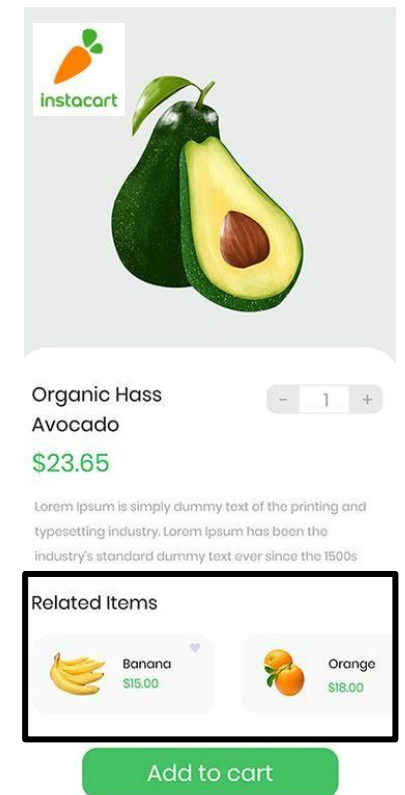 instacart
Organic Hass
Avocado
- 1 +
$23.65
Lorem Ipsum is simply dummy text of the printing and
typesetting industry. Lorem Ipsum has been the
industry's standard dummy text ever since the 1500s
Related Items
Banana
$15.00
Orange
$18.00
Add to cart